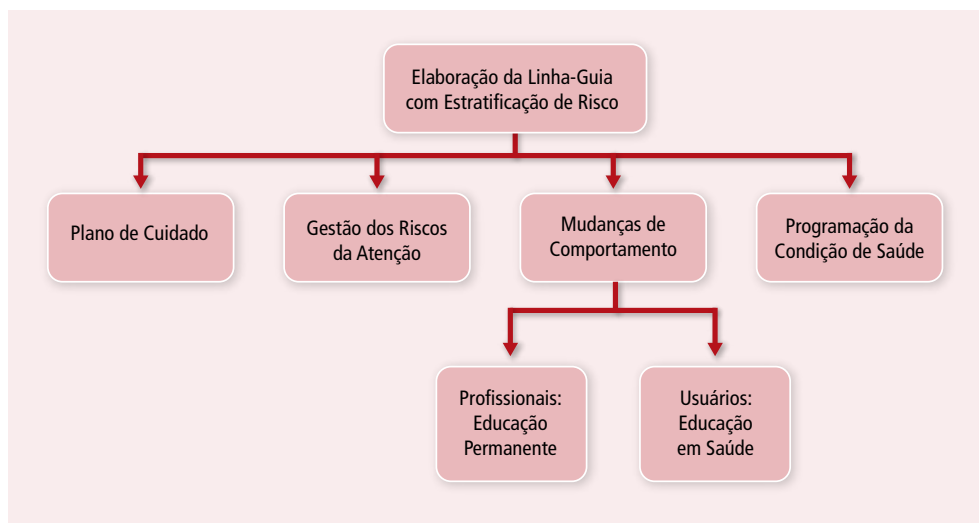 Elaboração da Linha-Guia
com Estratificação de Risco
Plano de Cuidado
Gestão dos Riscos
da Atenção
Mudanças de
Comportamento
Programação da
Condição de Saúde
Profissionais:
Educação
Permanente
Usuários:
Educação
em Saúde